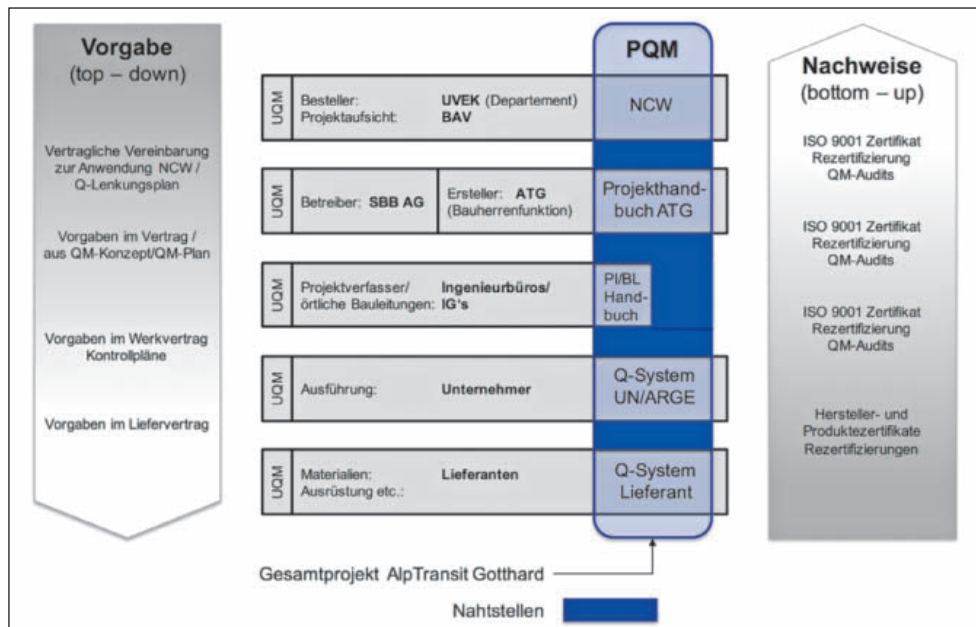 Vorgabe
(top – down)
Vertragliche Vereinbarung
zur Anwendung NCW /
Q-Lenkungsplan
Vorgaben im Vertrag /
aus QM-Konzept/QM-Plan
Vorgaben im Werkvertrag
Kontrollpläne
Vorgaben im Liefervertrag
PQM
UQM
Besteller: UVEK (Departement)
Projektaufsicht: BAV
NCW
UQM
Betreiber: SBB AG
Ersteller: ATG
(Bauherrenfunktion)
Projekthand-
buch ATG
UQM
Projektverfasser/ Ingenieurbüros/
örtliche Bauleitungen: IG's
PI/BL
Hand-
buch
UQM
Ausführung: Unternehmer
Q-System
UN/ARGE
UQM
Materialien: Lieferanten
Ausrüstung etc.:
Q-System
Lieferant
Gesamtprojekt AlpTransit Gotthard
Nahtstellen
Nachweise
(bottom – up)
ISO 9001 Zertifikat
Rezertifizierung
QM-Audits
ISO 9001 Zertifikat
Rezertifizierung
QM-Audits
ISO 9001 Zertifikat
Rezertifizierung
QM-Audits
Hersteller- und
Produktezertifikate
Rezertifizierungen